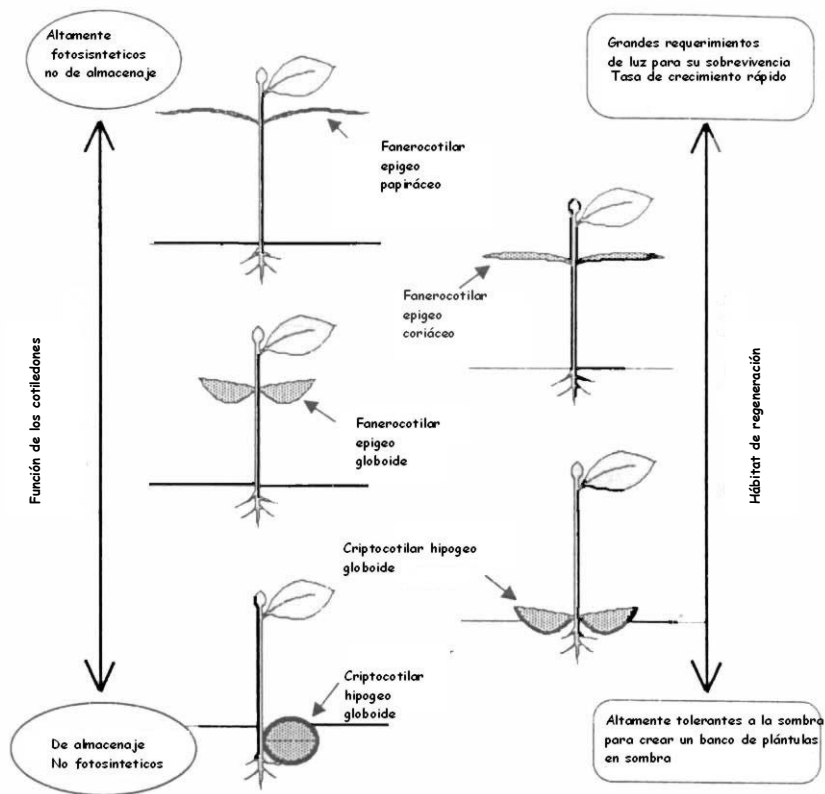 Altamente
fotosisnteticos
no de almacenaje
Grandes requerimientos
de luz para su sobrevivencia
Tasa de crecimiento rápido
Fanerocotilar
epigeo
papiráceo
Fanerocotilar
epigeo
coriáceo
Función de los cotiledones
Hábitat de regeneración
Fanerocotilar
epigeo
globoide
Criptocotilar hipogeo
globoide
Criptocotilar
hipogeo
globoide
De almacenaje
No fotosinteticos
Altamente tolerantes a la sombra
para crear un banco de plántulas
en sombra